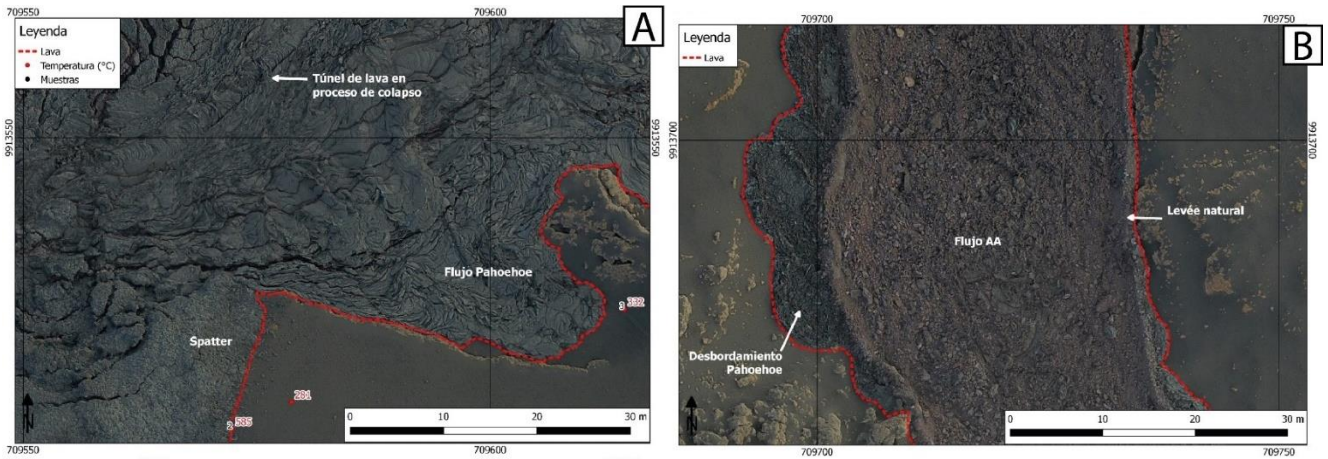 709550
709600
A
Leyenda
Lava
Temperatura (°C)
Muestras
Túnel de lava en
proceso de colapso
9913550
9913550
Flujo Pahoehoe
332
3
Spatter
281
585
2
0 10 20 30 m
N
709550
709600
709700
709750
B
Leyenda
Lava
9913700
9913700
Levée natural
Flujo AA
Desbordamiento
Pahoehoe
0 10 20 30 m
N
709700
709750